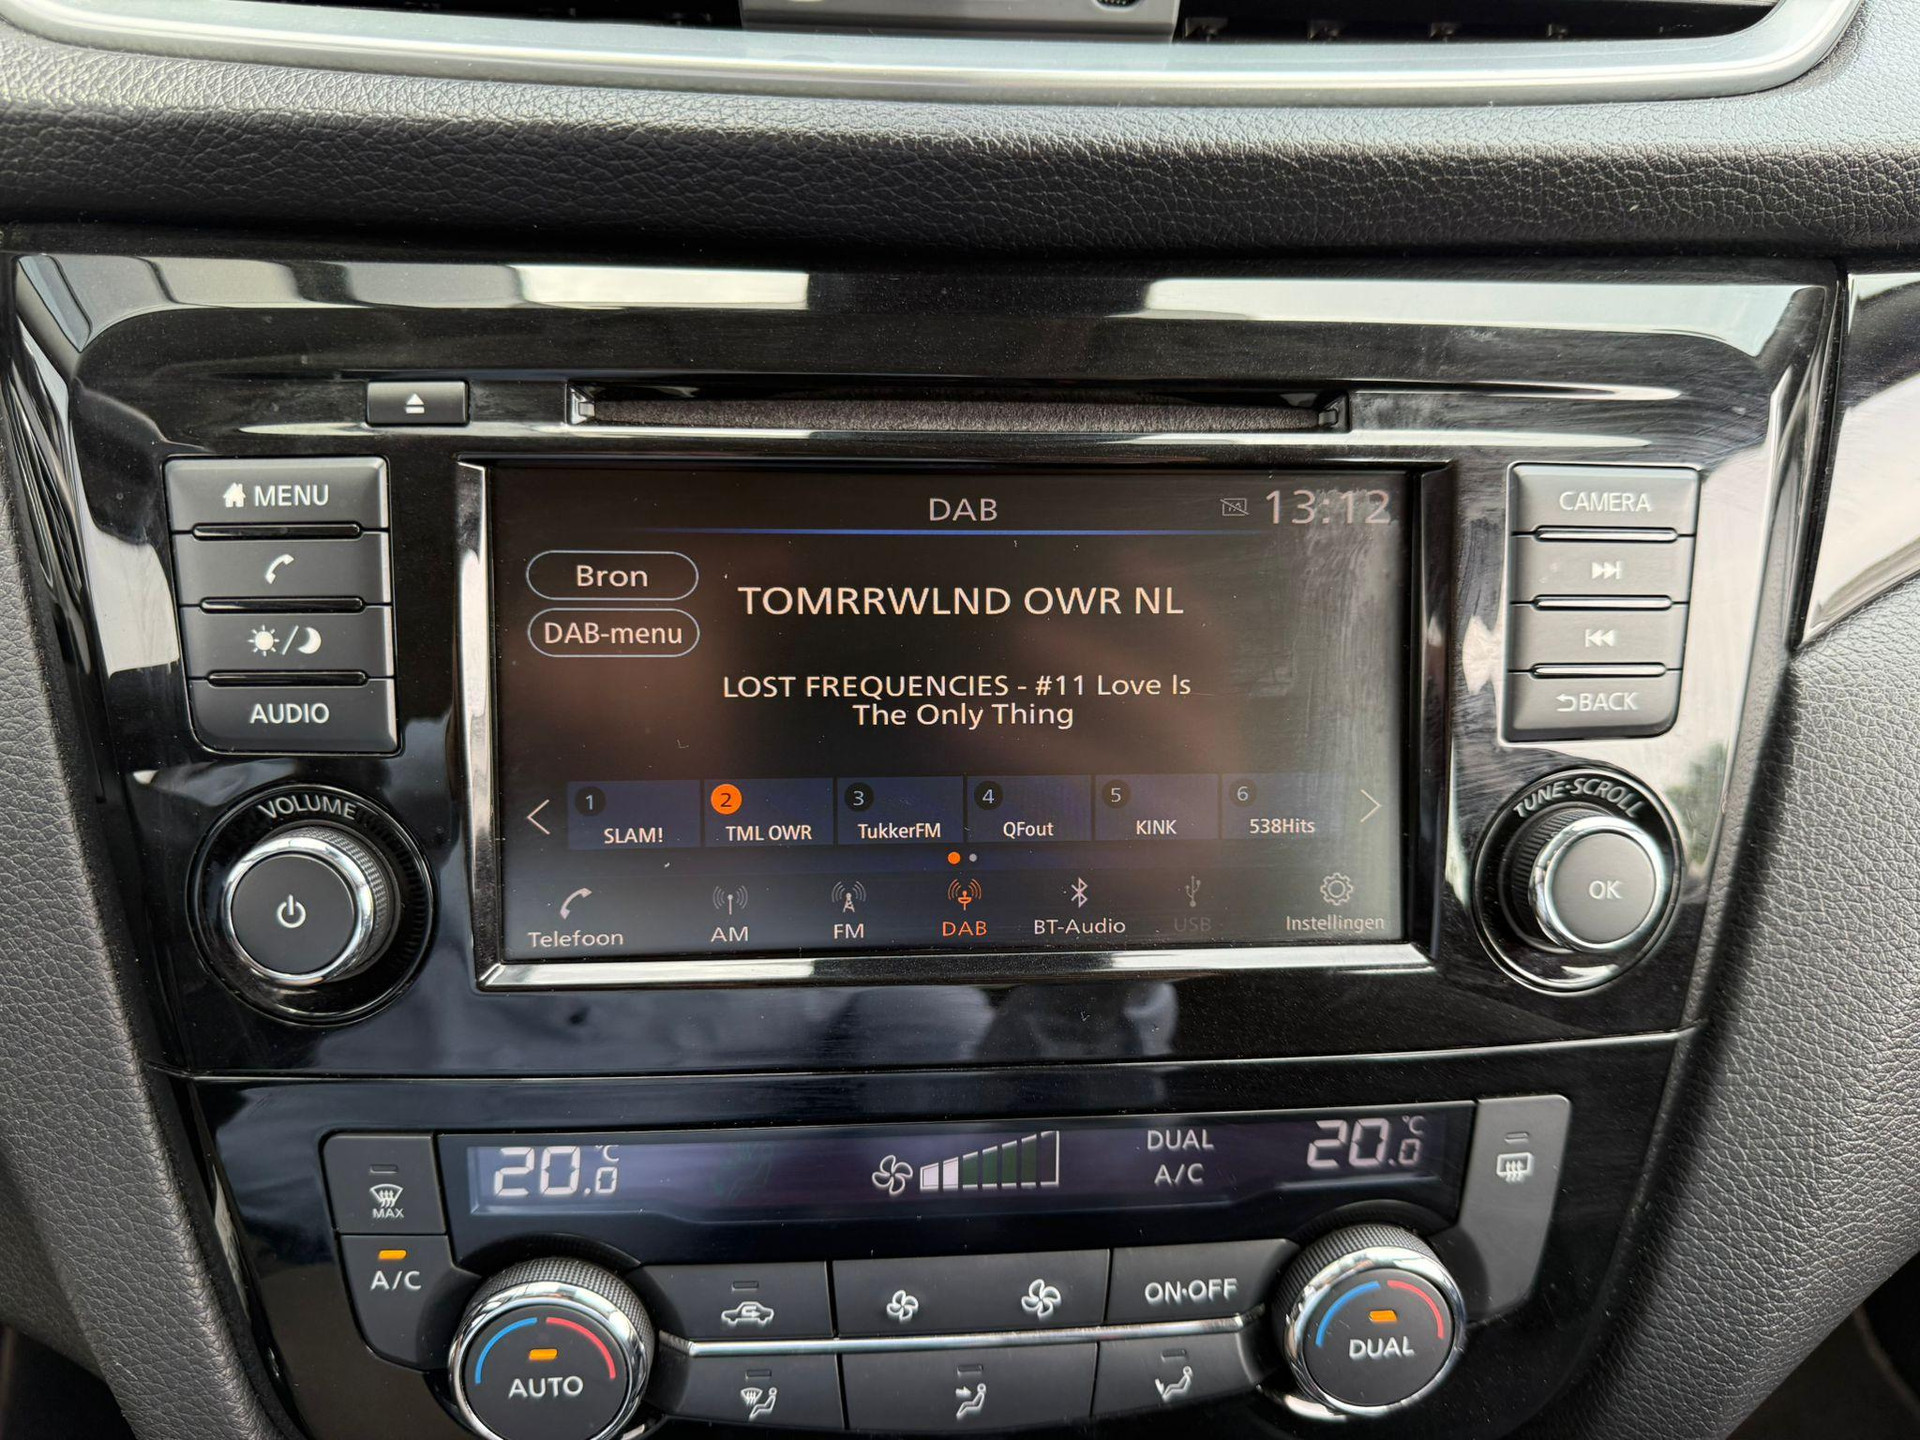 MENU
AUDIO
VOLUME
DAB
TA
13:12
Bron
DAB-menu
TOMRRWLND OWR NL
LOST FREQUENCIES - #11 Love Is
The Only Thing
1 SLAM!
2 TML OWR
3 TukkerFM
4 QFout
5 KINK
6 538Hits
Telefoon
AM
FM
DAB
BT-Audio
USB
Instellingen
CAMERA
BACK
TUNE·SCROLL
OK
20.0 °C
DUAL
A/C
20.0 °C
MAX
A/C
AUTO
ON·OFF
DUAL